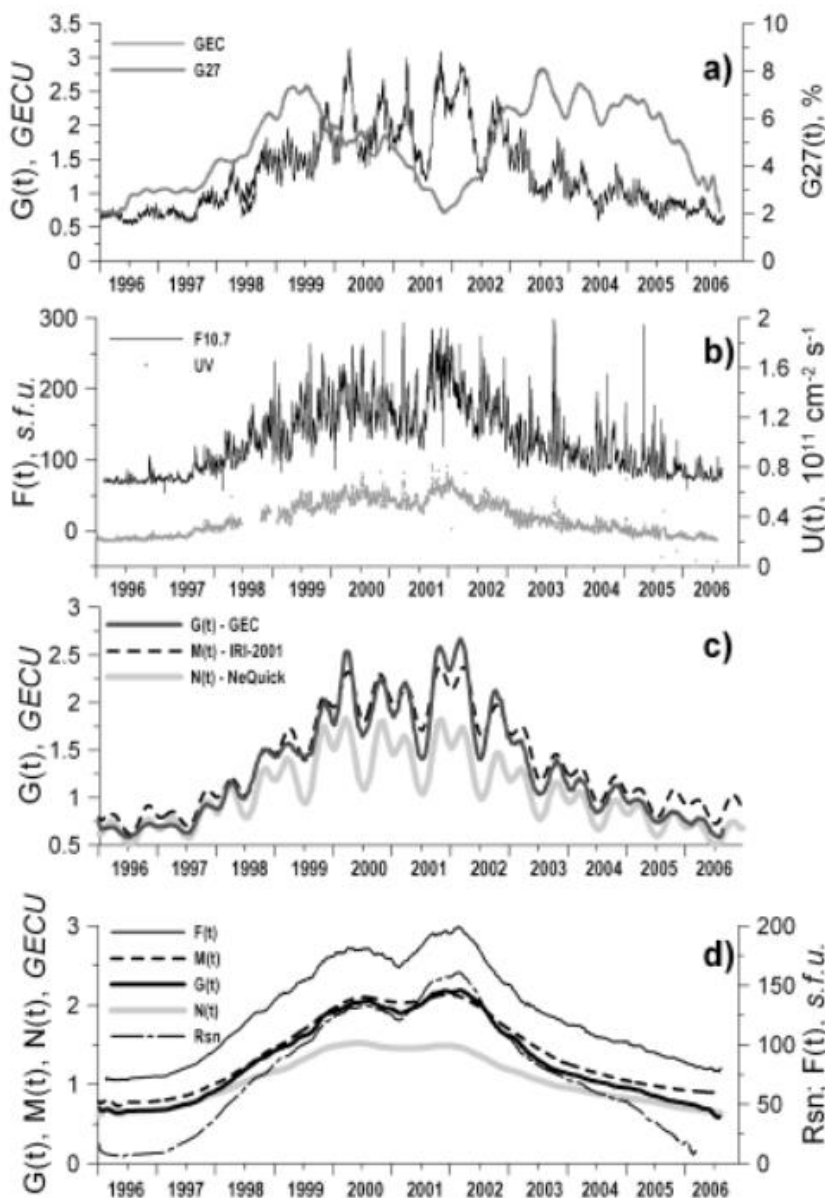 a)
G(t), GECU
3.5
3
2.5
2
1.5
1
0.5
0
GEC
G27
10
8
6
4
2
0
G27(t), %
1996 1997 1998 1999 2000 2001 2002 2003 2004 2005 2006
b)
F(t), s.f.u.
300
200
100
0
F10.7
UV
2
1.6
1.2
0.8
0.4
0
U(t), 10¹¹ cm⁻² s⁻¹
1996 1997 1998 1999 2000 2001 2002 2003 2004 2005 2006
c)
G(t), GECU
3
2.5
2
1.5
1
0.5
G(t) - GEC
M(t) - IRI-2001
N(t) - NeQuick
1996 1997 1998 1999 2000 2001 2002 2003 2004 2005 2006
d)
G(t), M(t), N(t), GECU
3
2
1
0
F(t)
M(t)
G(t)
N(t)
Rsn
200
150
100
50
0
Rsn; F(t), s.f.u.
1996 1997 1998 1999 2000 2001 2002 2003 2004 2005 2006